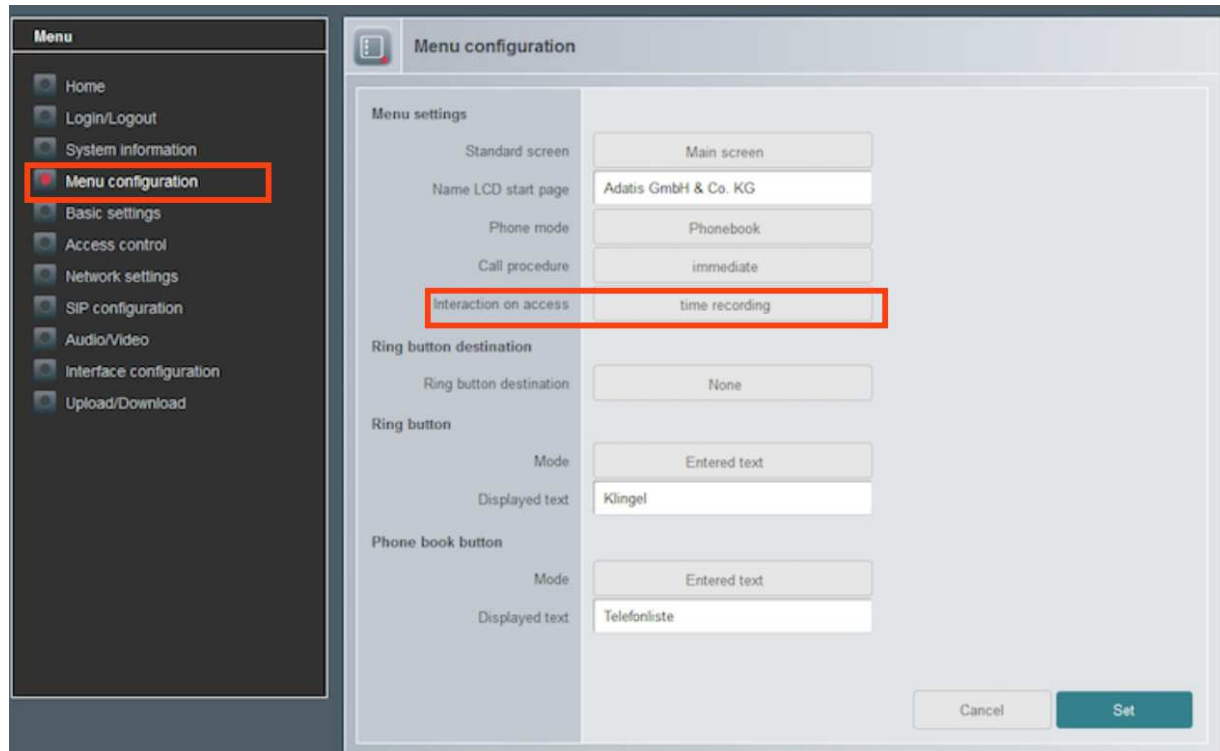 Menu
Home
Login/Logout
System information
Menu configuration
Basic settings
Access control
Network settings
SIP configuration
Audio/Video
Interface configuration
Upload/Download
Menu configuration
Menu settings
Standard screen Main screen
Name LCD start page Adatis GmbH & Co. KG
Phone mode Phonebook
Call procedure immediate
Interaction on access time recording
Ring button destination
Ring button destination None
Ring button
Mode Entered text
Displayed text Klingel
Phone book button
Mode Entered text
Displayed text Telefonliste
Cancel Set